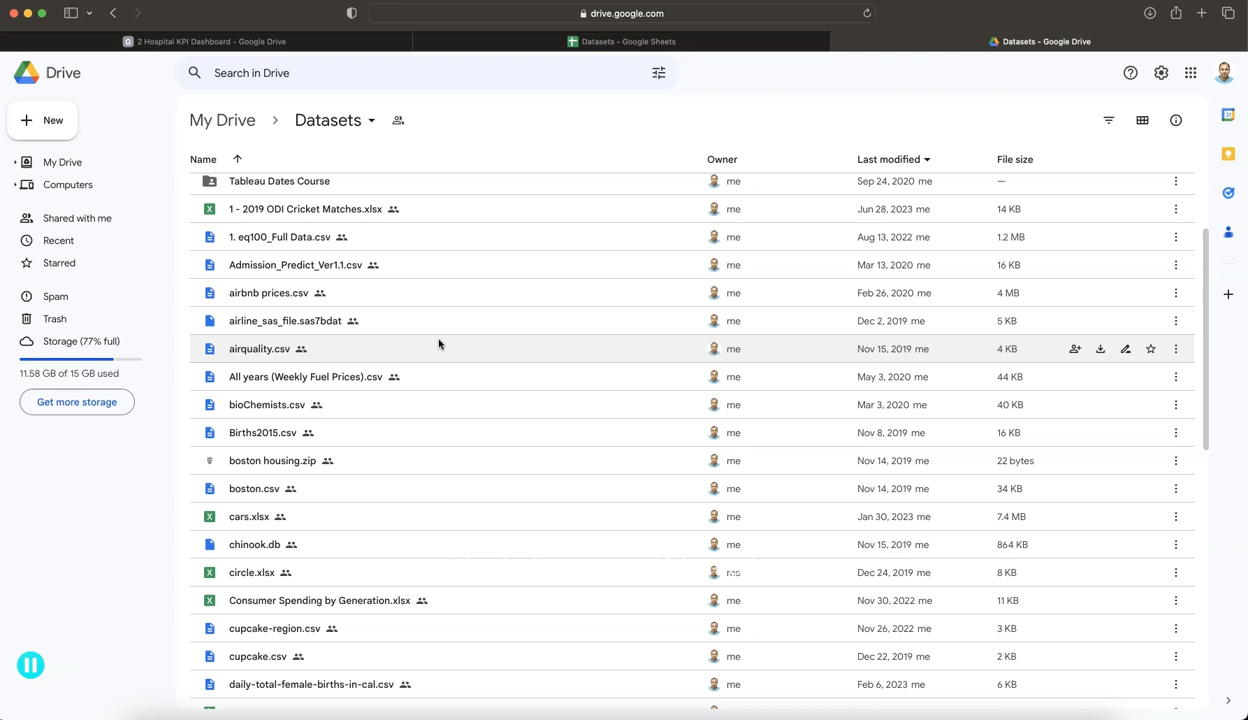 drive.google.com
2 Hospital KPI Dashboard - Google Drive
Datasets - Google Sheets
Datasets - Google Drive
Drive
Search in Drive
New
My Drive
Computers
Shared with me
Recent
Starred
Spam
Trash
Storage (77% full)
11.58 GB of 15 GB used
Get more storage
My Drive > Datasets
Name Owner Last modified File size
Tableau Dates Course me Sep 24, 2020 me —
1 - 2019 ODI Cricket Matches.xlsx me Jun 28, 2023 me 14 KB
1. eq100_Full Data.csv me Aug 13, 2022 me 1.2 MB
Admission_Predict_Ver1.1.csv me Mar 13, 2020 me 16 KB
airbnb prices.csv me Feb 26, 2020 me 4 MB
airline_sas_file.sas7bdat me Dec 2, 2019 me 5 KB
airquality.csv me Nov 15, 2019 me 4 KB
All years (Weekly Fuel Prices).csv me May 3, 2020 me 44 KB
bioChemists.csv me Mar 3, 2020 me 40 KB
Births2015.csv me Nov 8, 2019 me 16 KB
boston housing.zip me Nov 14, 2019 me 22 bytes
boston.csv me Nov 14, 2019 me 34 KB
cars.xlsx me Jan 30, 2023 me 7.4 MB
chinook.db me Nov 15, 2019 me 864 KB
circle.xlsx me Dec 24, 2019 me 8 KB
Consumer Spending by Generation.xlsx me Nov 30, 2022 me 11 KB
cupcake-region.csv me Nov 26, 2022 me 3 KB
cupcake.csv me Dec 22, 2019 me 2 KB
daily-total-female-births-in-cal.csv me Feb 6, 2023 me 6 KB